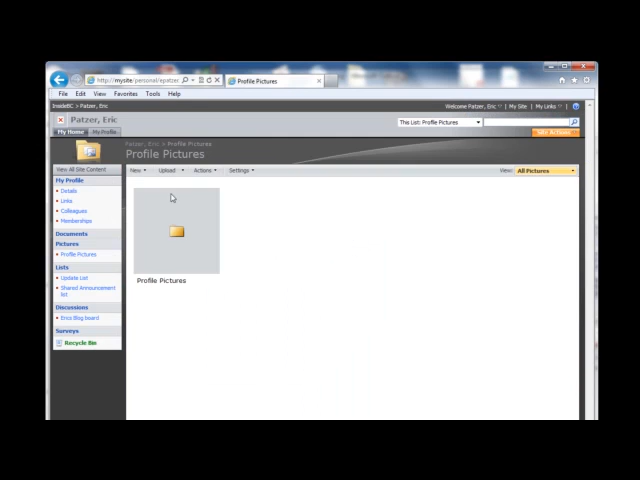 http://mysite/personal/epatzer
Profile Pictures
File Edit View Favorites Tools Help
InsideIIC > Patzer, Eric
Welcome Patzer, Eric | My Site | My Links |
Patzer, Eric
This List: Profile Pictures
My Home My Profile
Site Actions
Patzer, Eric > Profile Pictures
Profile Pictures
View All Site Content
New Upload Actions Settings
View: All Pictures
My Profile
Details
Links
Colleagues
Memberships
Documents
Pictures
Profile Pictures
Lists
Update List
Shared Announcement
list
Discussions
Erics Blog board
Surveys
Recycle Bin
Profile Pictures